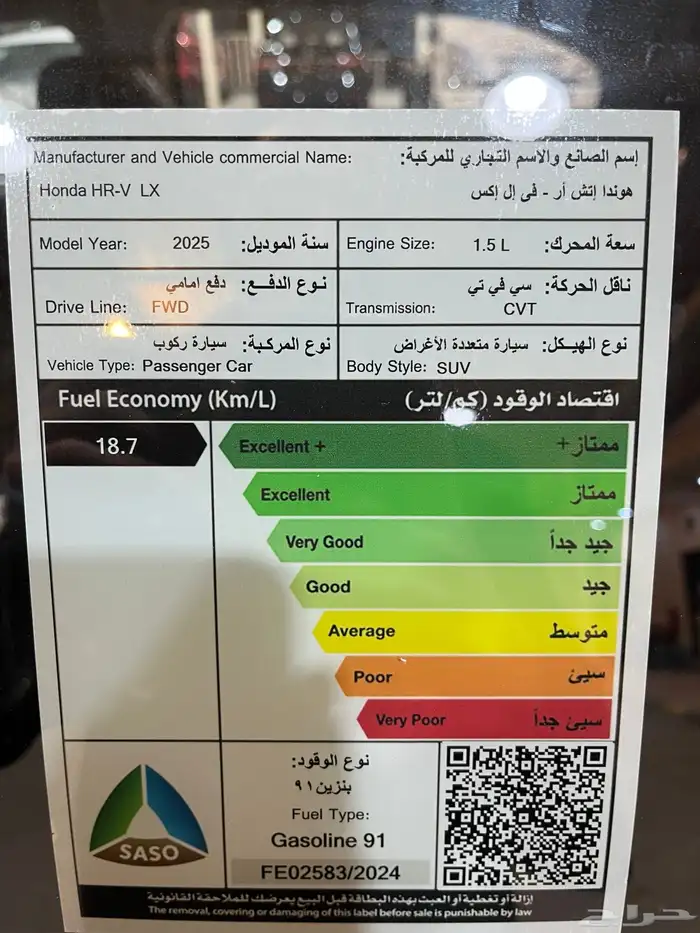 Manufacturer and Vehicle commercial Name: إسم الصانع والاسم التجاري للمركبة:
Honda HR-V LX هوندا إتش أر - فى إل إكس
Model Year: 2025 سنة الموديل: Engine Size: 1.5 L سعة المحرك:
نوع الدفع: دفع امامي ناقل الحركة: سي في تي
Drive Line: FWD Transmission: CVT
نوع المركبة: سيارة ركوب نوع الهيكل: سيارة متعددة الأغراض
Vehicle Type: Passenger Car Body Style: SUV
Fuel Economy (Km/L) اقتصاد الوقود (كم/لتر)
18.7 Excellent + ممتاز+
Excellent ممتاز
Very Good جيد جداً
Good جيد
Average متوسط
Poor سيئ
Very Poor سيئ جداً
نوع الوقود:
بنزين٩١
Fuel Type:
Gasoline 91
SASO
FE02583/2024
إزالة أو تغطية أو العبث بهذه البطاقة قبل البيع يعرضك للملاحقة القانونية
The removal, covering or damaging of this label before sale is punishable by law
حراج